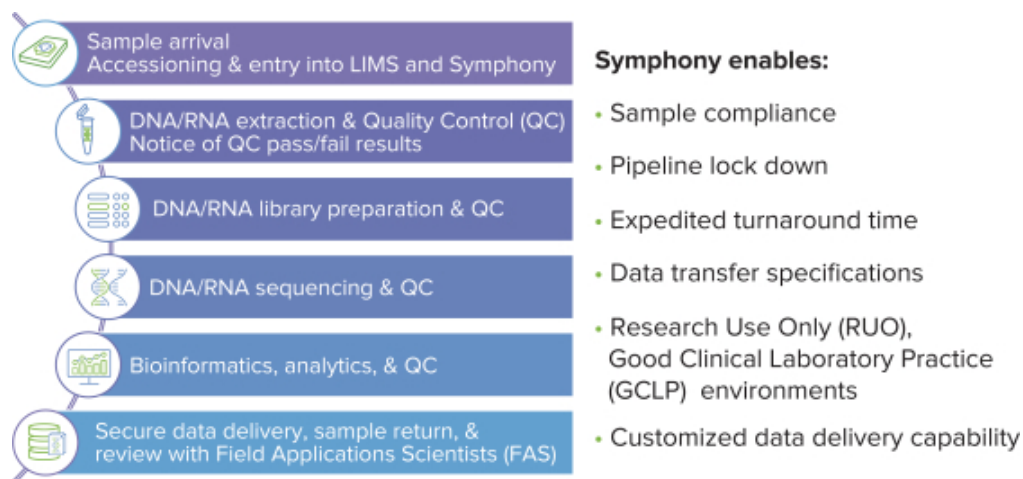 Sample arrival
Accessioning & entry into LIMS and Symphony
DNA/RNA extraction & Quality Control (QC)
Notice of QC pass/fail results
DNA/RNA library preparation & QC
DNA/RNA sequencing & QC
Bioinformatics, analytics, & QC
Secure data delivery, sample return, &
review with Field Applications Scientists (FAS)
Symphony enables:
• Sample compliance
• Pipeline lock down
• Expedited turnaround time
• Data transfer specifications
• Research Use Only (RUO),
Good Clinical Laboratory Practice
(GCLP) environments
• Customized data delivery capability